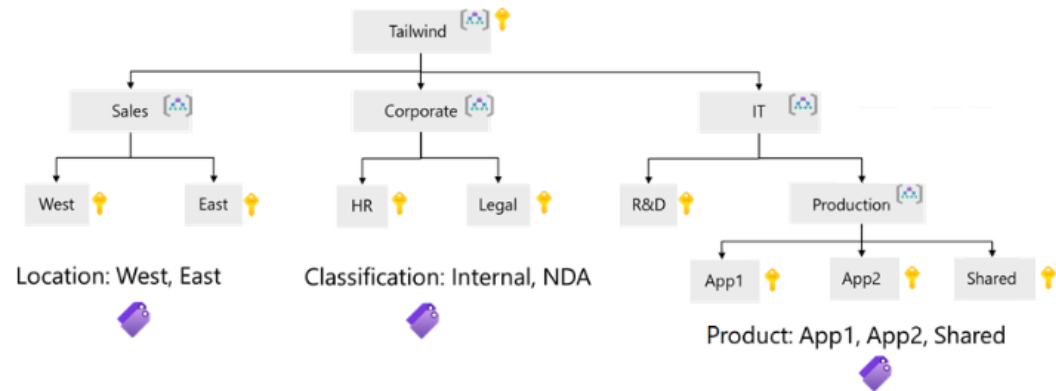 Tailwind
Sales
Corporate
IT
West
East
HR
Legal
R&D
Production
App1
App2
Shared
Location: West, East
Classification: Internal, NDA
Product: App1, App2, Shared